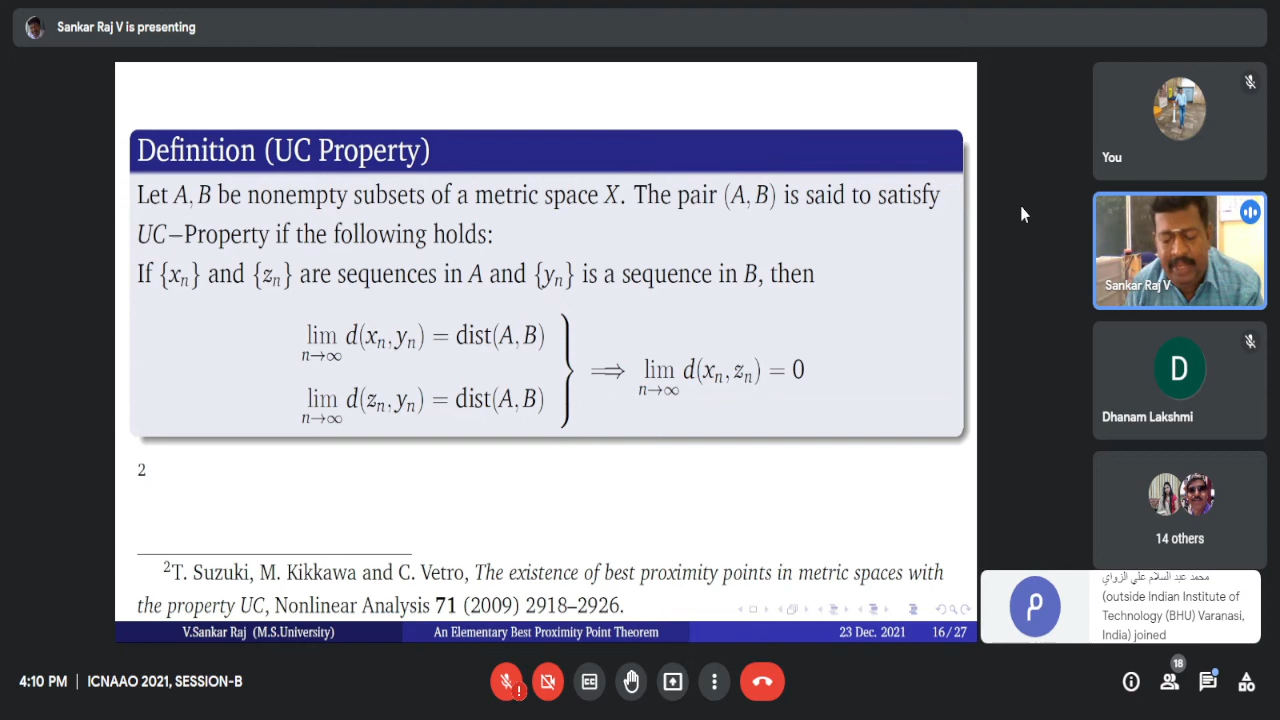 Sankar Raj V is presenting
Definition (UC Property)
Let A, B be nonempty subsets of a metric space X. The pair (A, B) is said to satisfy
UC−Property if the following holds:
If {xₙ} and {zₙ} are sequences in A and {yₙ} is a sequence in B, then
lim d(xₙ, yₙ) = dist(A, B)
n→∞
lim d(zₙ, yₙ) = dist(A, B)
n→∞
⟹ lim d(xₙ, zₙ) = 0
n→∞
2
²T. Suzuki, M. Kikkawa and C. Vetro, The existence of best proximity points in metric spaces with
the property UC, Nonlinear Analysis 71 (2009) 2918–2926.
V.Sankar Raj (M.S.University) An Elementary Best Proximity Point Theorem 23 Dec. 2021 16/27
You
Sankar Raj V
D
Dhanam Lakshmi
14 others
م
محمد عبد السلام علي الزواي
(outside Indian Institute of
Technology (BHU) Varanasi,
India) joined
4:10 PM | ICNAAO 2021, SESSION-B
CC
18